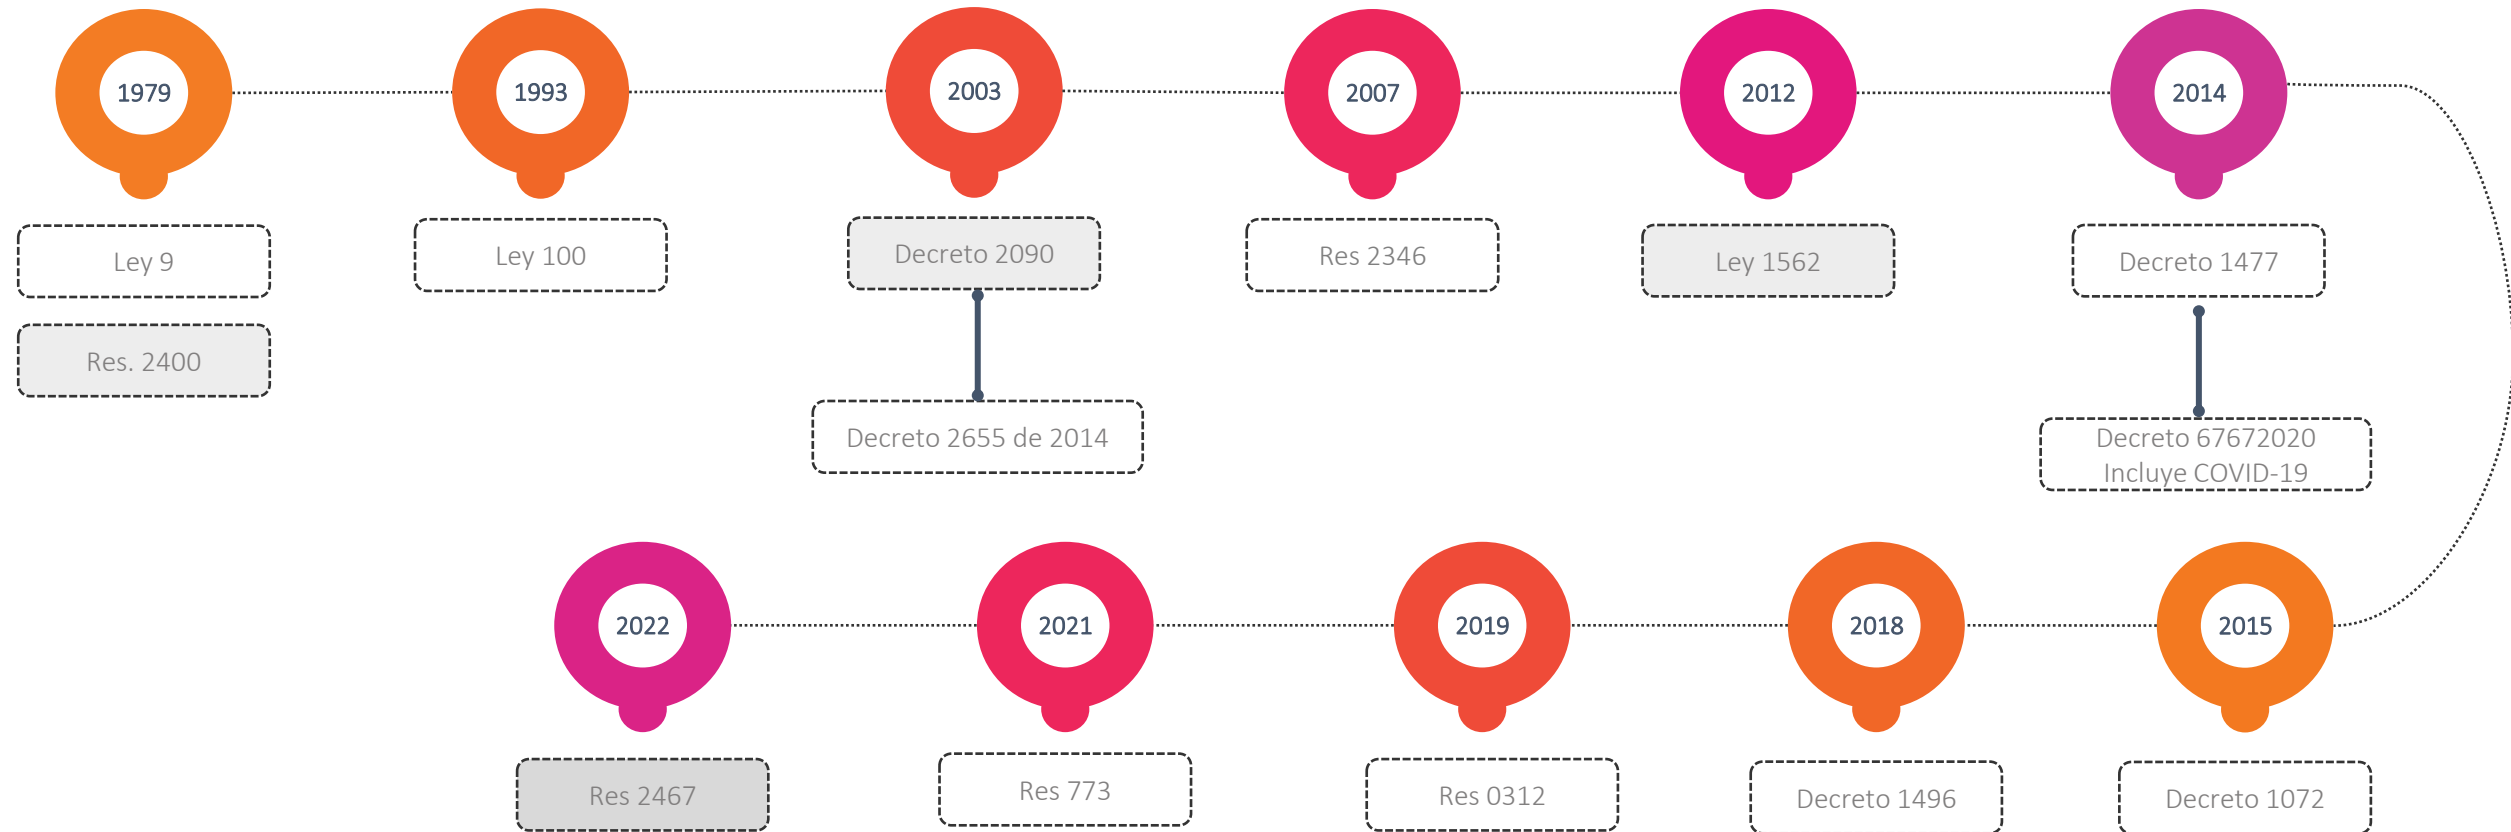 1979
1993
2003
2007
2012
2014
Ley 9
Res. 2400
Ley 100
Decreto 2090
Decreto 2655 de 2014
Res 2346
Ley 1562
Decreto 1477
Decreto 67672020
Incluye COVID-19
2022
2021
2019
2018
2015
Res 2467
Res 773
Res 0312
Decreto 1496
Decreto 1072